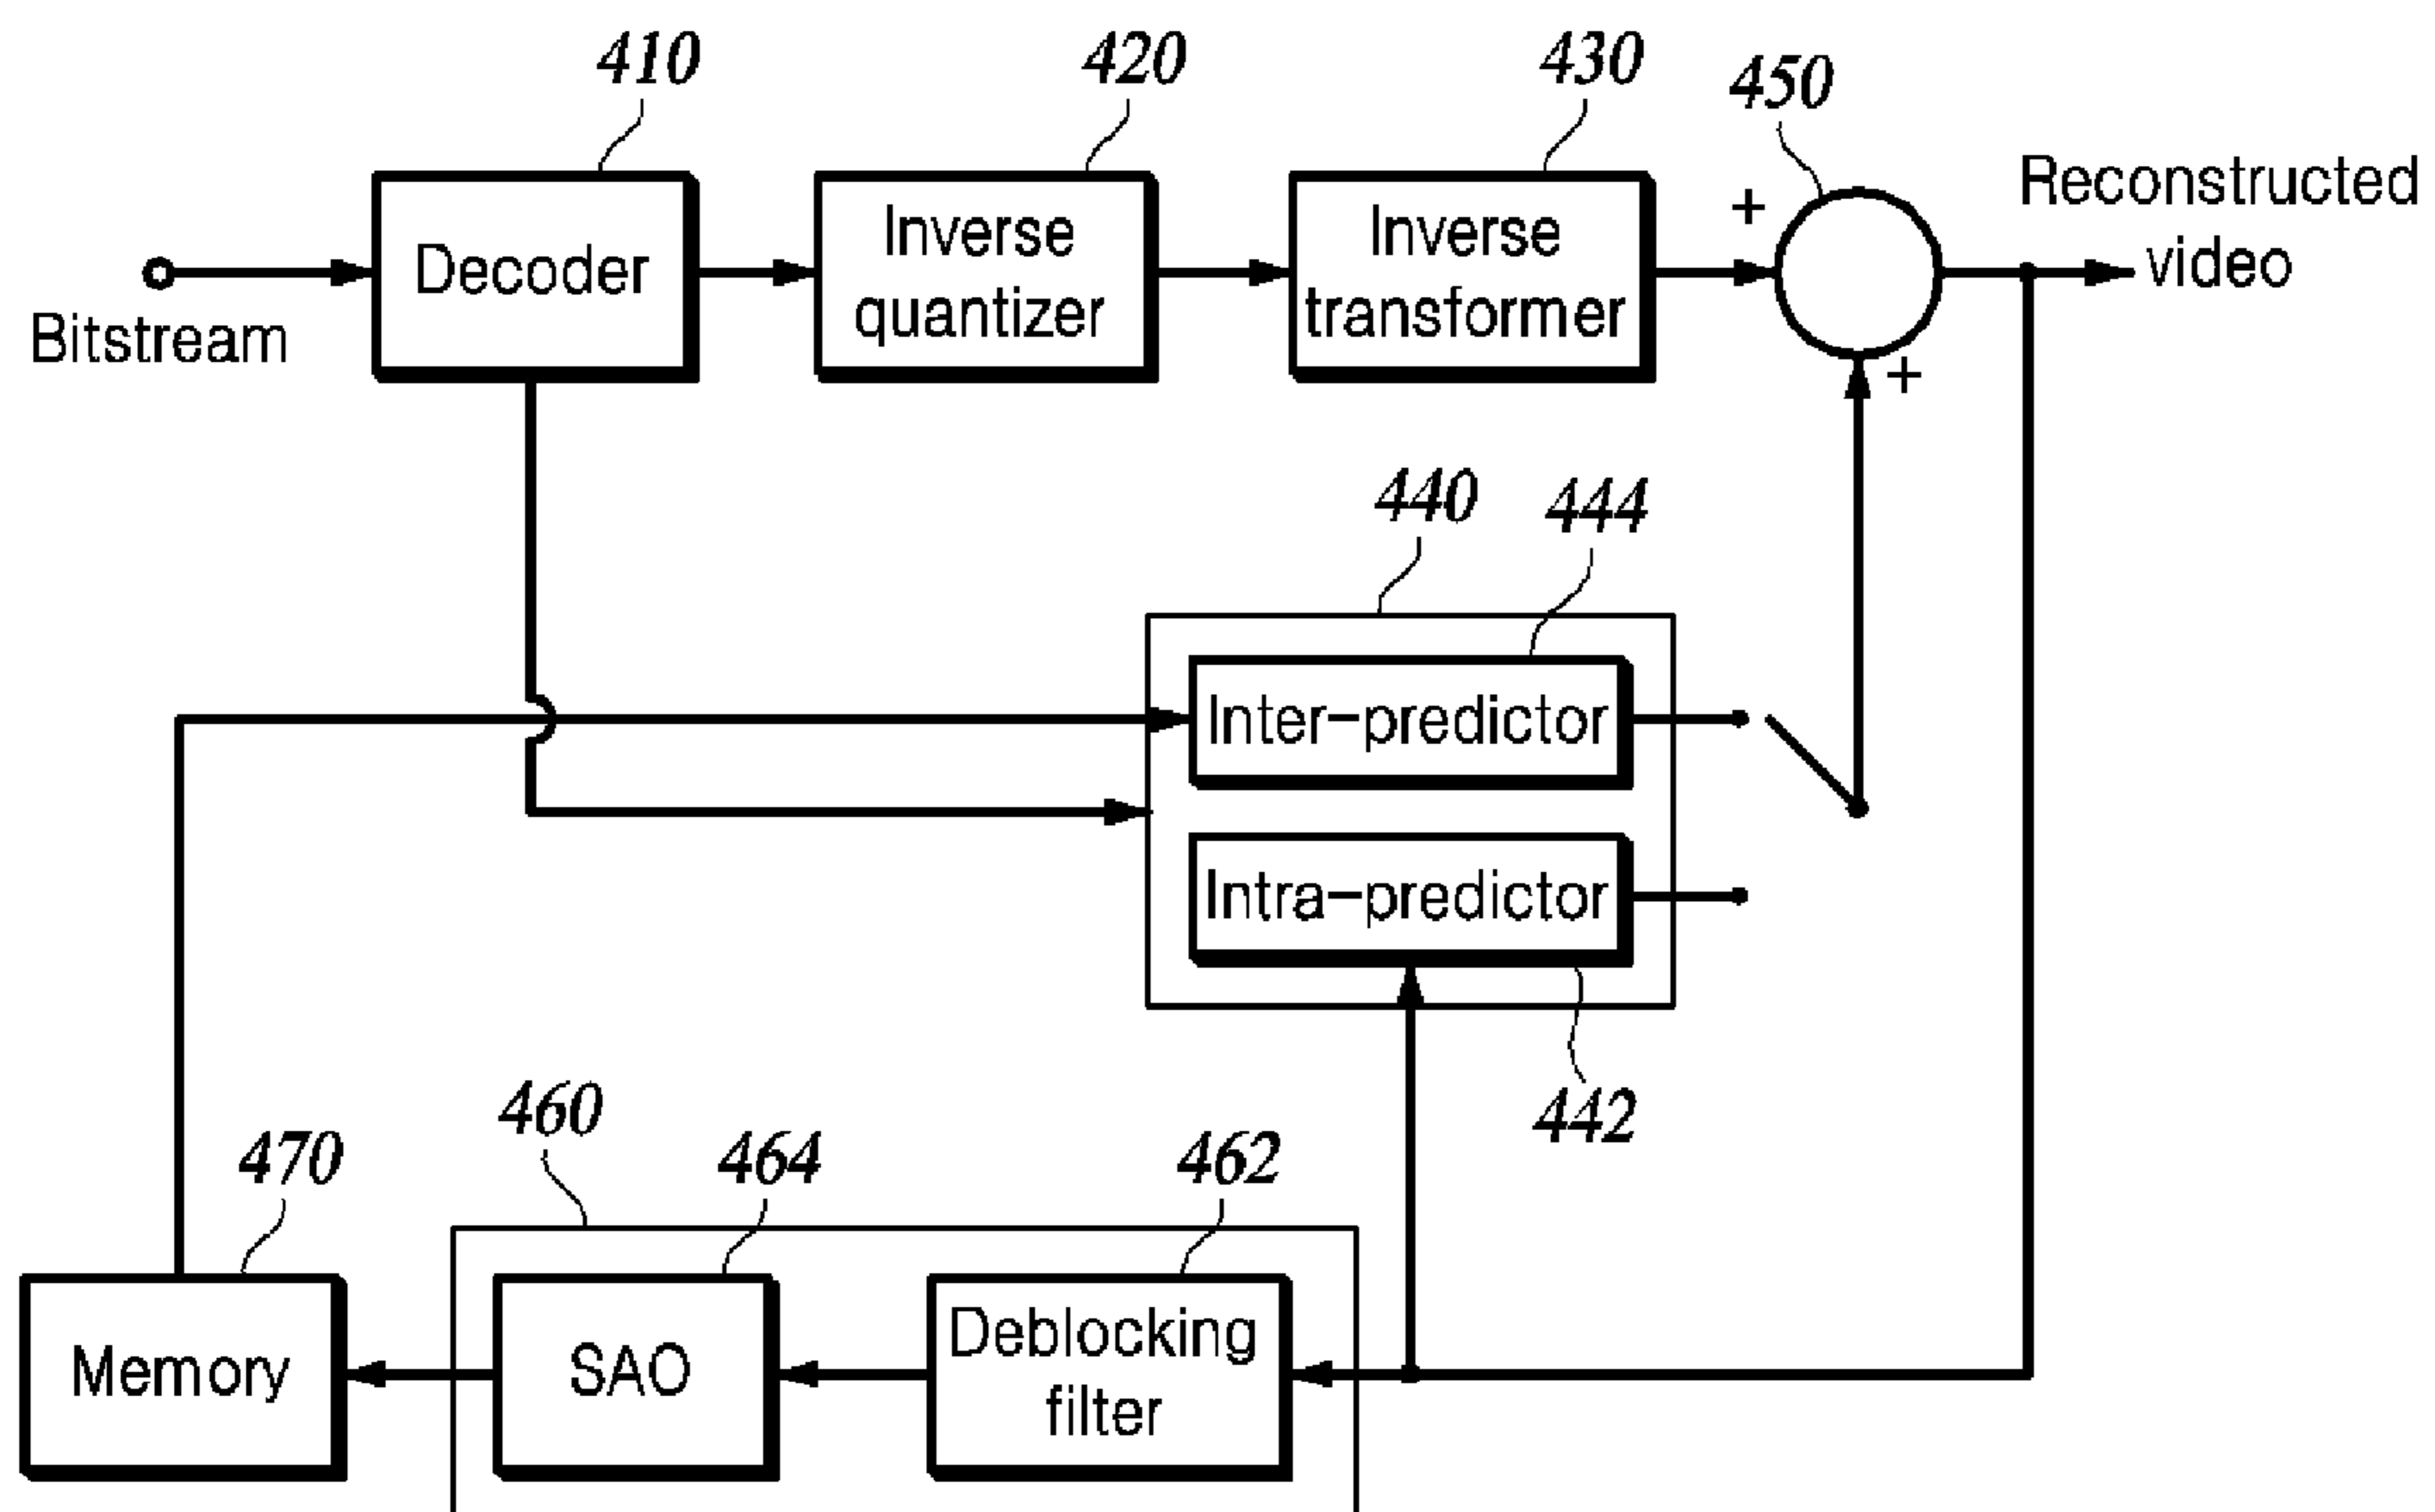 410
420
430
450
Reconstructed
video
Bitstream
Decoder
Inverse
quantizer
Inverse
transformer
+
+
440
444
Inter-predictor
Intra-predictor
442
460
470
464
462
Memory
SAO
Deblocking
filter